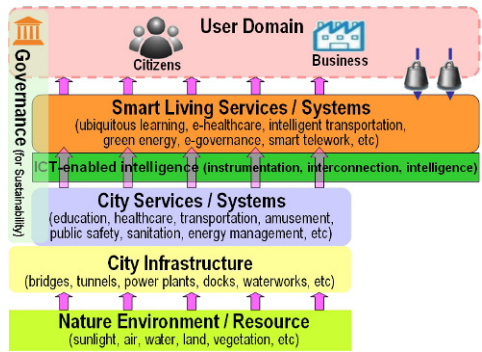 User Domain
Citizens
Business
Governance
(for Sustainability)
Smart Living Services / Systems
(ubiquitous learning, e-healthcare, intelligent transportation,
green energy, e-governance, smart telework, etc)
ICT-enabled intelligence (instrumentation, interconnection, intelligence)
City Services / Systems
(education, healthcare, transportation, amusement,
public safety, sanitation, energy management, etc)
City Infrastructure
(bridges, tunnels, power plants, docks, waterworks, etc)
Nature Environment / Resource
(sunlight, air, water, land, vegetation, etc)